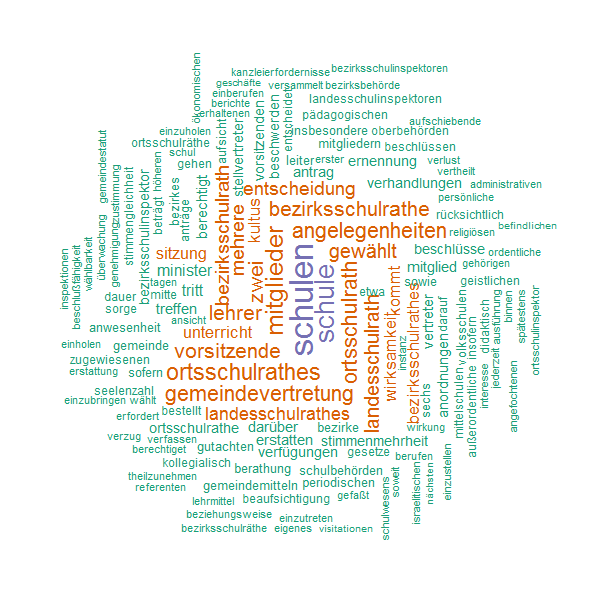 bezirksschulinspektoren
kanzleierfordernisse
geschäfte
versammelt
bezirksbehörde
ökonomischen
einberufen
berichte
erhaltenen
landesschulinspektoren
pädagogischen
aufschiebende
einzuholen
aufsicht
stellvertreter
vorsitzenden
beschwerden
entscheidet
insbesondere
oberbehörden
mitgliedern
beschlüssen
ortsschulräthe
schul
gehen
leiter
erster
ernennung
verlust
vertheilt
antrag
verhandlungen
administrativen
persönliche
gemeindestatut
zustimmung
stimmengleichheit
höheren
beträgt
bezirkes
anträge
berechtigt
bezirksschulrath
mehrere
kultus
entscheidung
bezirksschulrathe
rücksichtlich
religiösen
befindlichen
angelegenheiten
gewählt
beschlüsse
ordentliche
gehörigen
überwachung
genehmigung
bezirksschulinspektor
sitzung
minister
zwei
mitglieder
schulen
schule
ortsschulrath
landesschulrath
kommt
mitglied
geistlichen
inspektionen
beschlußfähigkeit
wählbarkeit
tagen
mitte
tritt
etwa
sowie
dauer
sorge
treffen
lehrer
ansicht
wirksamkeit
instanz
bezirksschulrathes
vertreter
darauf
anordnungen
volksschulen
insofern
didaktisch
ausführung
jederzeit
binnen
spätestens
ortsschulinspektor
anwesenheit
unterricht
einholen
gemeinde
vorsitzende
zugewiesenen
erstattung
sofern
ortsschulrathes
sechs
mittelschulen
außerordentliche
interesse
angeflochtenen
seelenzahl
einzubringen
wählt
gemeindevertretung
erfordert
bestellt
landesschulrathes
ortsschulrathe
darüber
bezirke
wirkung
verzug
verfassen
erstatten
stimmenmehrheit
berechtiget
gutachten
verfügungen
gesetze
berufen
kollegialisch
berathung
schulbehörden
soweit
nächsten
einzustellen
theilzunehmen
referenten
gemeindemitteln
periodischen
israelitischen
schulwesens
lehrmittel
beaufsichtigung
gefaßt
beziehungsweise
einzutreten
bezirksschulräthe
eigenes
visitationen